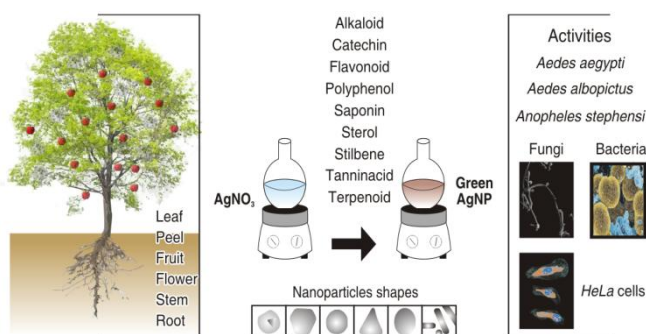 Leaf
Peel
Fruit
Flower
Stem
Root
Alkaloid
Catechin
Flavonoid
Polyphenol
Saponin
Sterol
Stilbene
Tanninacid
Terpenoid
AgNO₃
Green
AgNP
Nanoparticles shapes
Activities
Aedes aegypti
Aedes albopictus
Anopheles stephensi
Fungi
Bacteria
HeLa cells